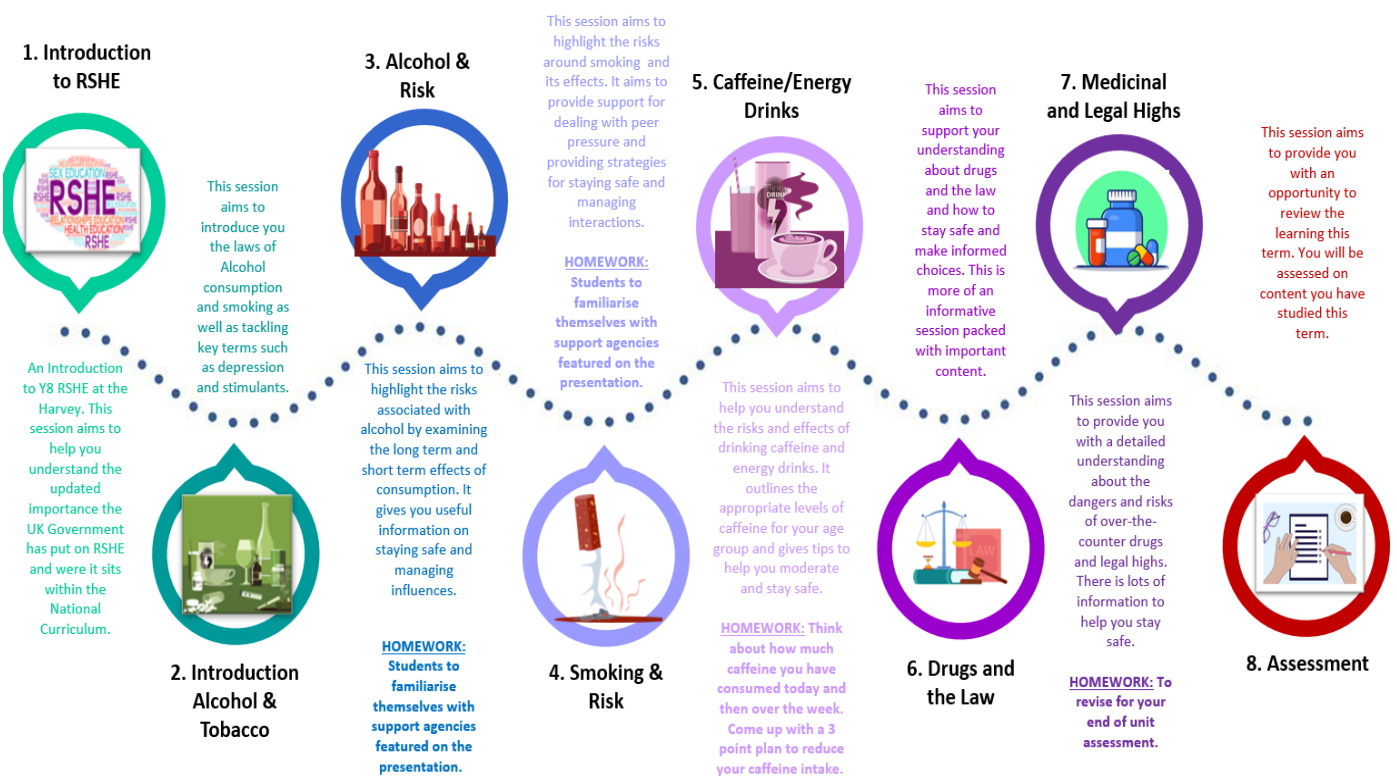 1. Introduction
to RSHE
SEX EDUCATION
RSHE
RELATIONSHIPS EDUCATION
HEALTH EDUCATION
RSHE
An Introduction
to Y8 RSHE at the
Harvey. This
session aims to
help you
understand the
updated
importance the
UK Government
has put on RSHE
and were it sits
within the
National
Curriculum.
This session
aims to
introduce you
the laws of
Alcohol
consumption
and smoking as
well as tackling
key terms such
as depression
and stimulants.
2. Introduction
Alcohol &
Tobacco
3. Alcohol &
Risk
This session aims to
highlight the risks
associated with
alcohol by examining
the long term and
short term effects of
consumption. It
gives you useful
information on
staying safe and
managing
influences.
HOMEWORK:
Students to
familiarise
themselves with
support agencies
featured on the
presentation.
This session aims to
highlight the risks
around smoking  and
its effects. It aims to
provide support for
dealing with peer
pressure and
providing strategies
for staying safe and
managing
interactions.
HOMEWORK:
Students to
familiarise
themselves with
support agencies
featured on the
presentation.
4. Smoking &
Risk
5. Caffeine/Energy
Drinks
ENERGY
DRINK
This session aims to
help you understand
the risks and effects of
drinking caffeine and
energy drinks. It
outlines the
appropriate levels of
caffeine for your age
group and gives tips to
help you moderate
and stay safe.
HOMEWORK: Think
about how much
caffeine you have
consumed today and
then over the week.
Come up with a 3
point plan to reduce
your caffeine intake.
This session
aims to
support your
understanding
about drugs
and the law
and how to
stay safe and
make informed
choices. This is
more of an
informative
session packed
with important
content.
LAW
6. Drugs and
the Law
7. Medicinal
and Legal Highs
This session aims
to provide you
with a detailed
understanding
about the
dangers and risks
of over-the-
counter drugs
and legal highs.
There is lots of
information to
help you stay
safe.
HOMEWORK: To
revise for your
end of unit
assessment.
This session aims
to provide you
with an
opportunity to
review the
learning this
term. You will be
assessed on
content you have
studied this
term.
8. Assessment